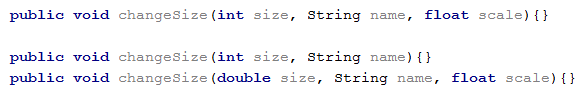 public void changeSize(int size, String name, float scale){}
public void changeSize(int size, String name){}
public void changeSize(double size, String name, float scale){}